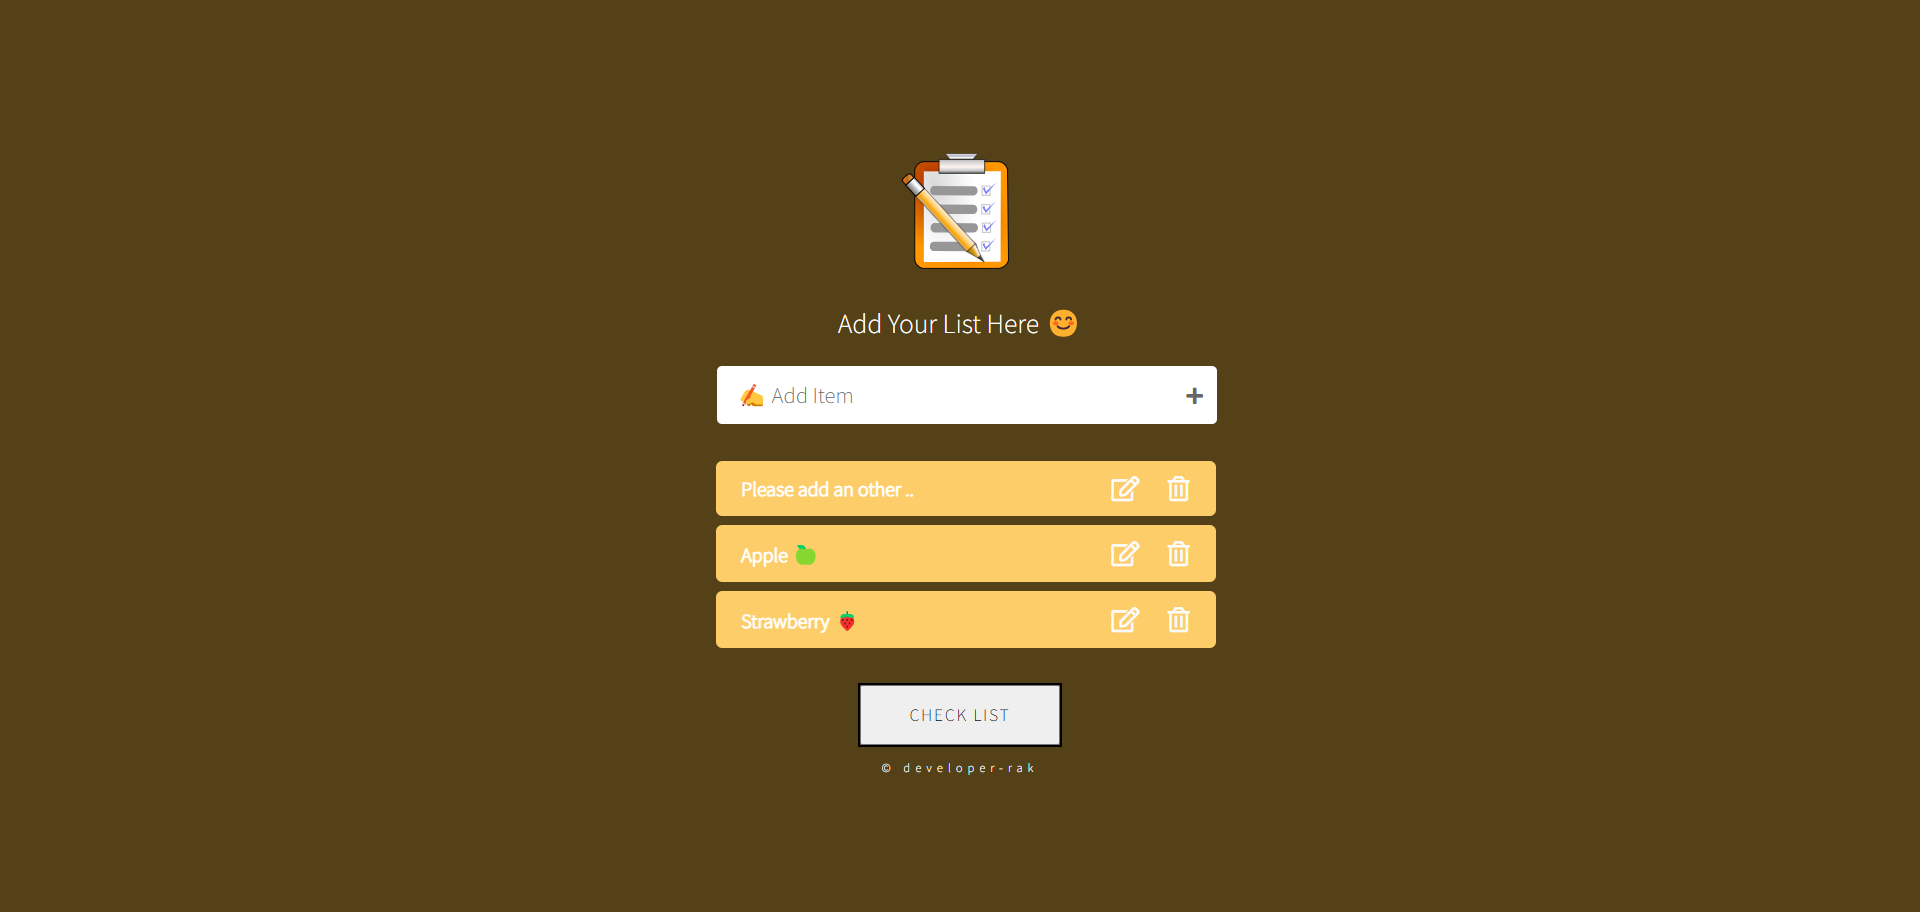 Add Your List Here 😊
✍️ Add Item
Please add an other ..
Apple 🍏
Strawberry 🍓
CHECK LIST
© developer-rak